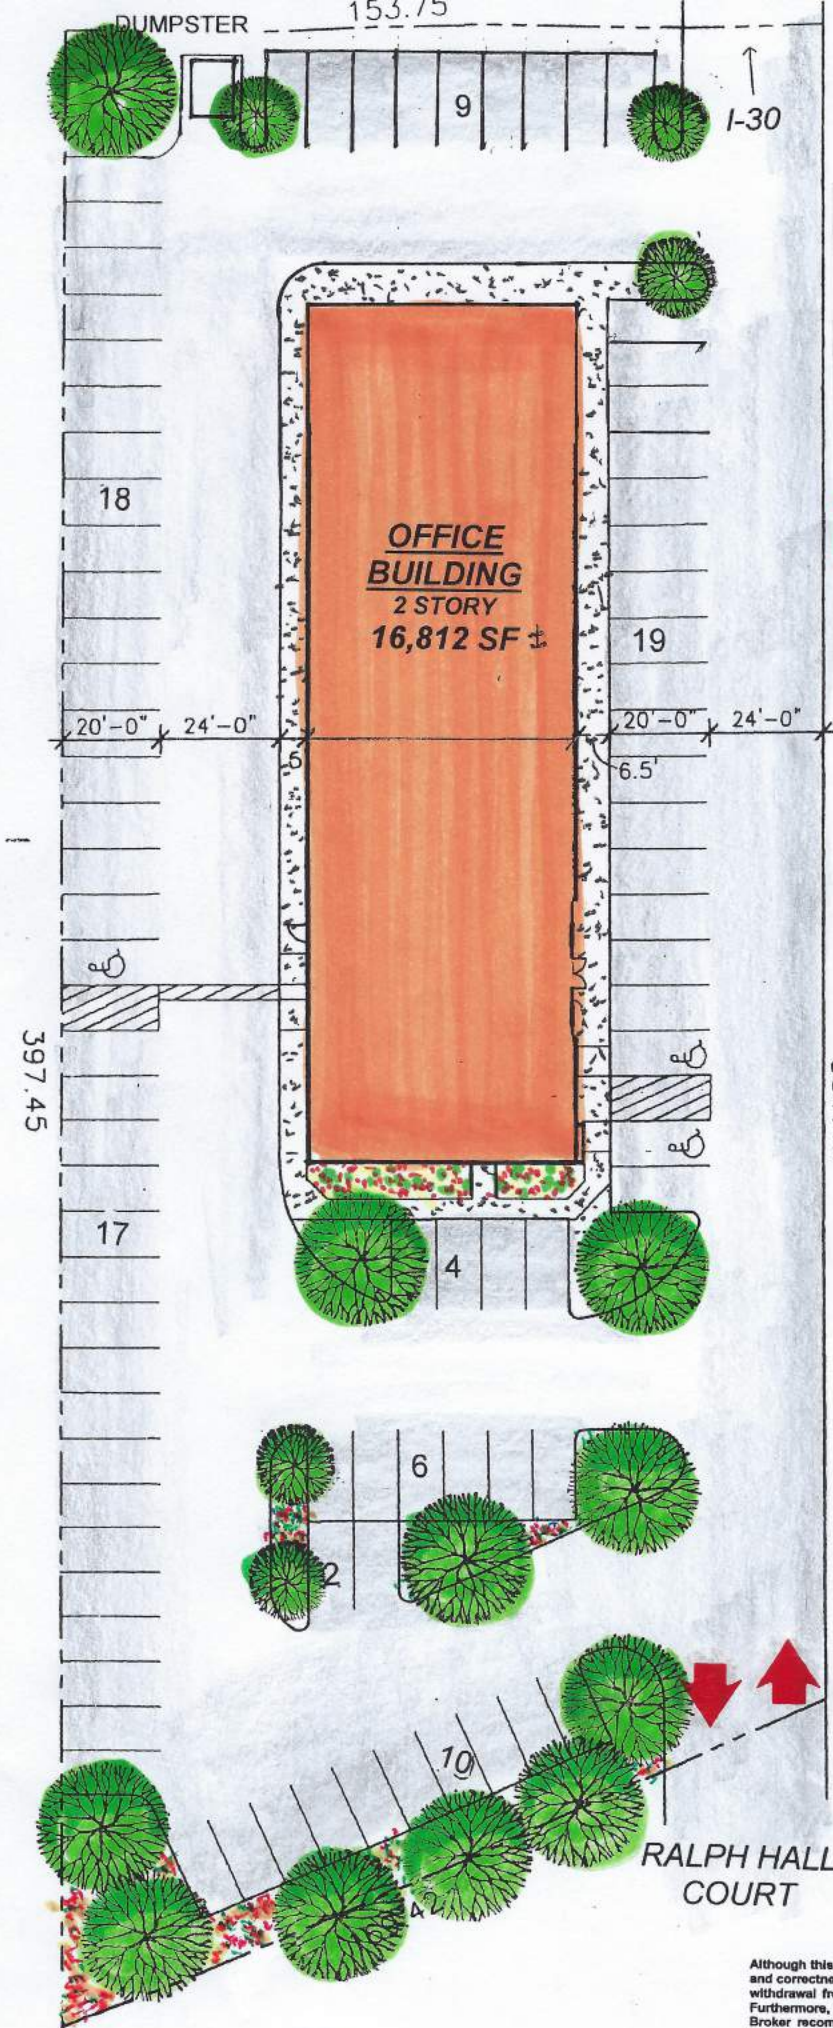 153.75
DUMPSTER
9
I-30
18
OFFICE
BUILDING
2 STORY
16,812 SF ±
19
20'-0"
24'-0"
5'
20'-0"
24'-0"
6.5'
397.45
17
4
6
2
10
RALPH HALL
COURT
Although this
and correctne
withdrawal fr
Furthermore,
Broker recom